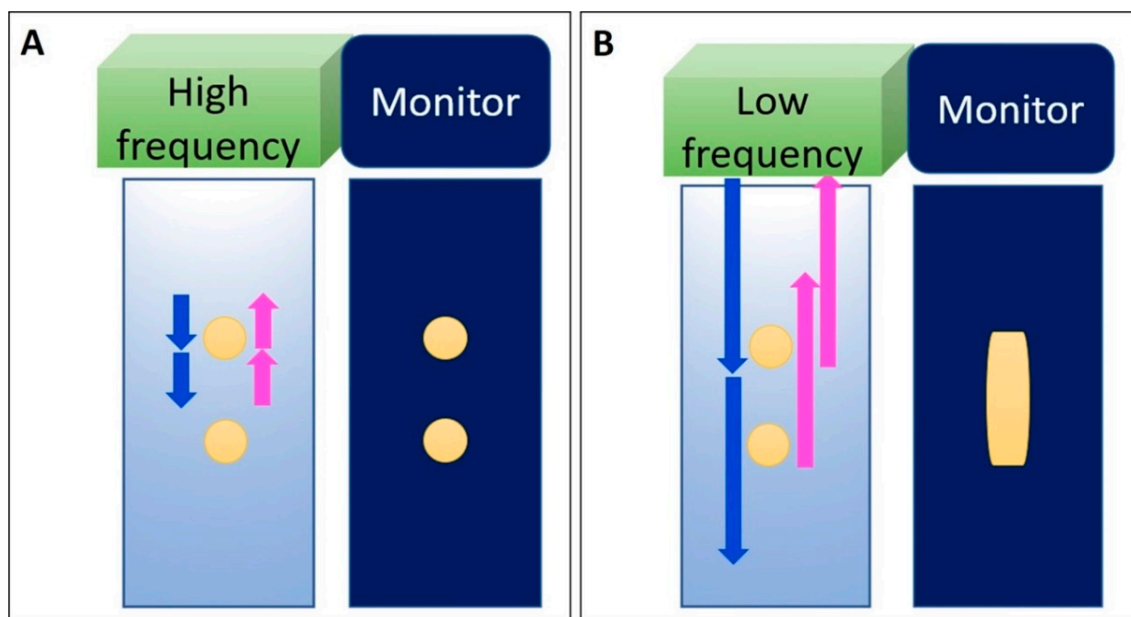 A
High
frequency
Monitor
B
Low
frequency
Monitor